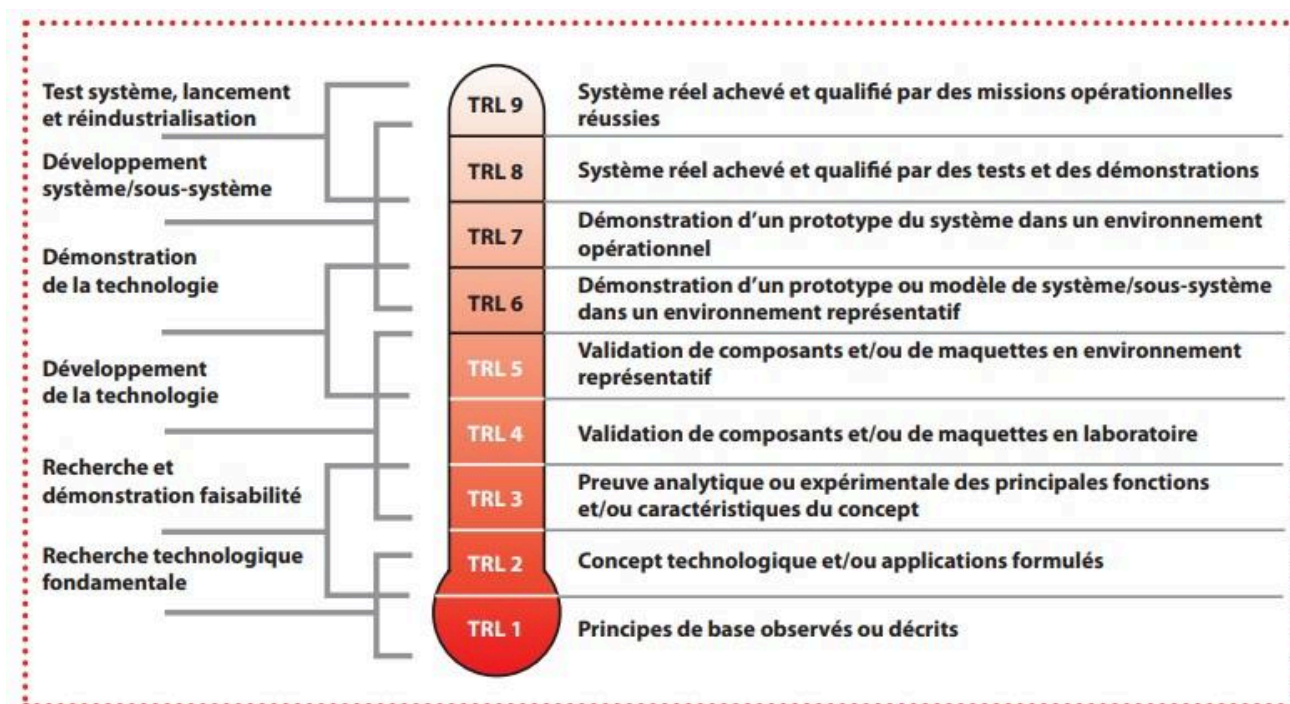 Test système, lancement
et réindustrialisation
Développement
système/sous-système
Démonstration
de la technologie
Développement
de la technologie
Recherche et
démonstration faisabilité
Recherche technologique
fondamentale
TRL 9
Système réel achevé et qualifié par des missions opérationnelles
réussies
TRL 8
Système réel achevé et qualifié par des tests et des démonstrations
TRL 7
Démonstration d’un prototype du système dans un environnement
opérationnel
TRL 6
Démonstration d’un prototype ou modèle de système/sous-système
dans un environnement représentatif
TRL 5
Validation de composants et/ou de maquettes en environnement
représentatif
TRL 4
Validation de composants et/ou de maquettes en laboratoire
TRL 3
Preuve analytique ou expérimentale des principales fonctions
et/ou caractéristiques du concept
TRL 2
Concept technologique et/ou applications formulés
TRL 1
Principes de base observés ou décrits